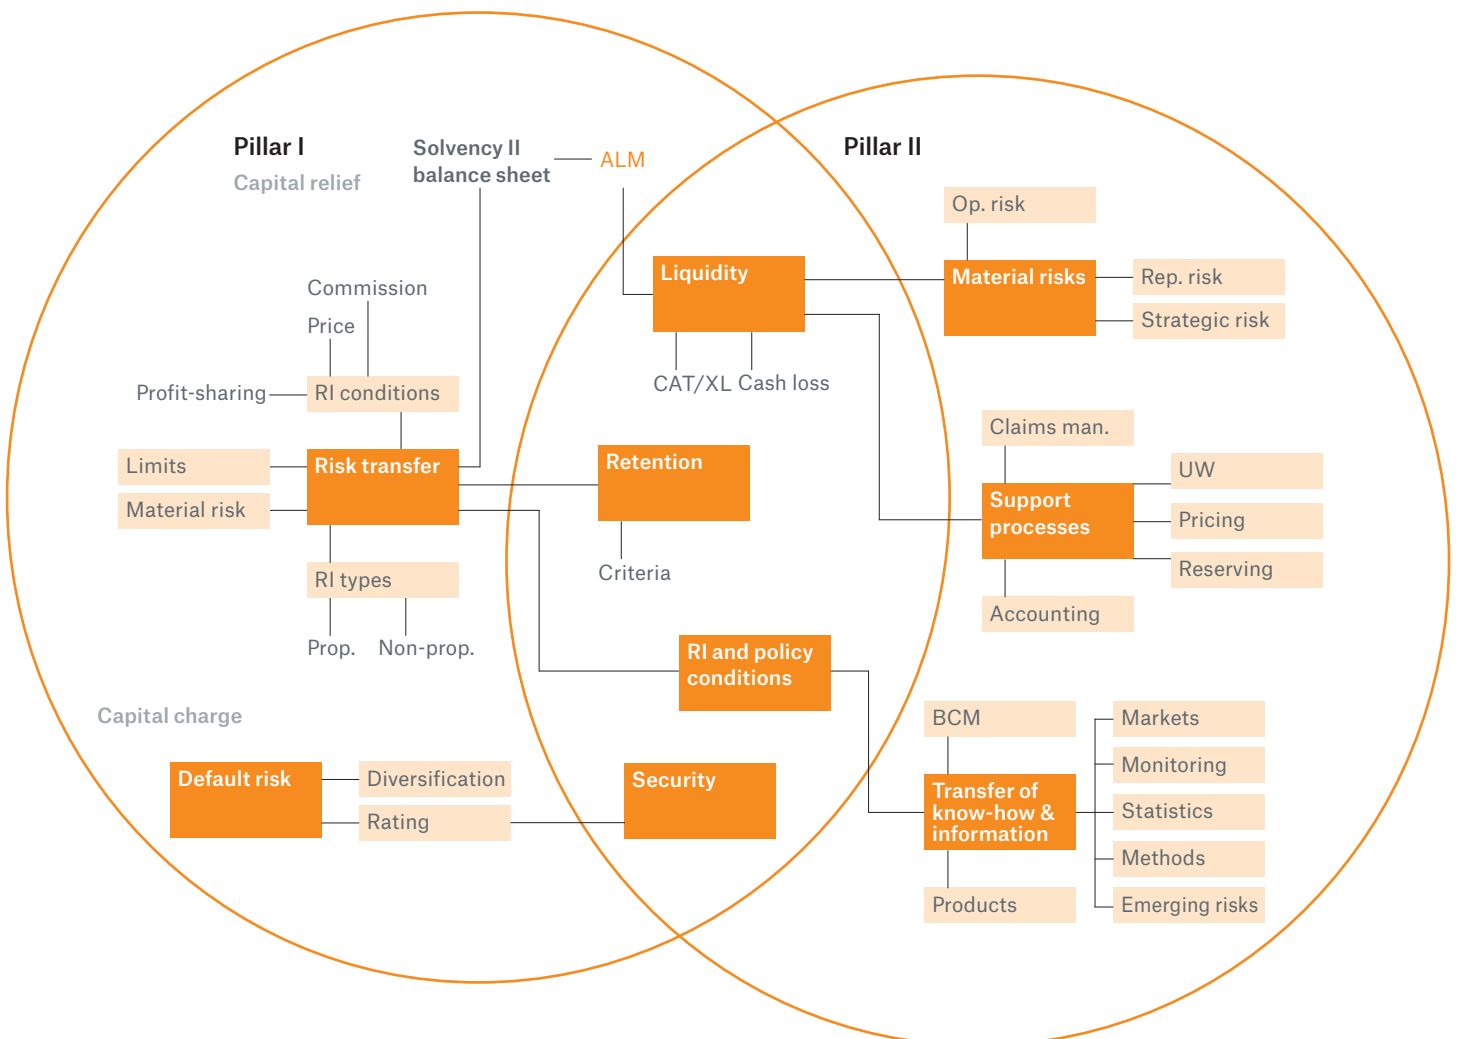 Pillar I
Capital relief
Solvency II
balance sheet
ALM
Pillar II
Op. risk
Liquidity
Material risks
Rep. risk
Strategic risk
Commission
Price
Profit-sharing
RI conditions
CAT/XL
Cash loss
Limits
Risk transfer
Material risk
Retention
Criteria
Claims man.
UW
Support
processes
Pricing
Reserving
Accounting
RI types
Prop.
Non-prop.
RI and policy
conditions
Capital charge
Default risk
Diversification
Rating
Security
BCM
Markets
Monitoring
Transfer of
know-how &
information
Statistics
Methods
Products
Emerging risks